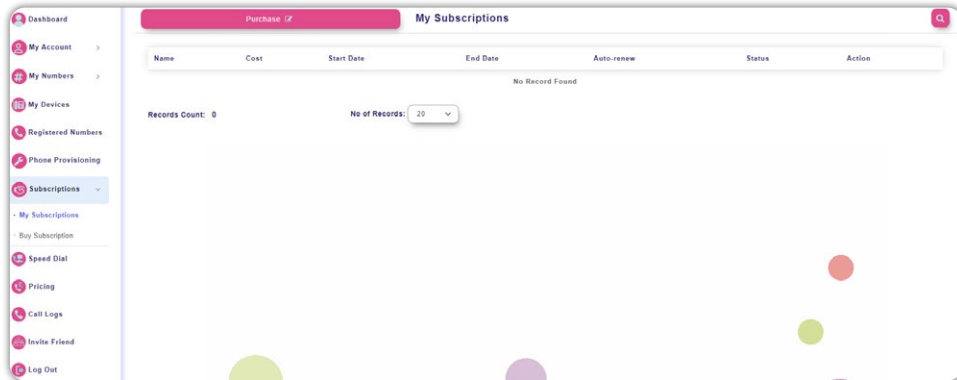 Dashboard
My Account
My Numbers
My Devices
Registered Numbers
Phone Provisioning
Subscriptions
My Subscriptions
Buy Subscription
Speed Dial
Pricing
Call Logs
Invite Friend
Log Out
Purchase
My Subscriptions
Name Cost Start Date End Date Auto-renew Status Action
No Record Found
Records Count: 0 No of Records: 20